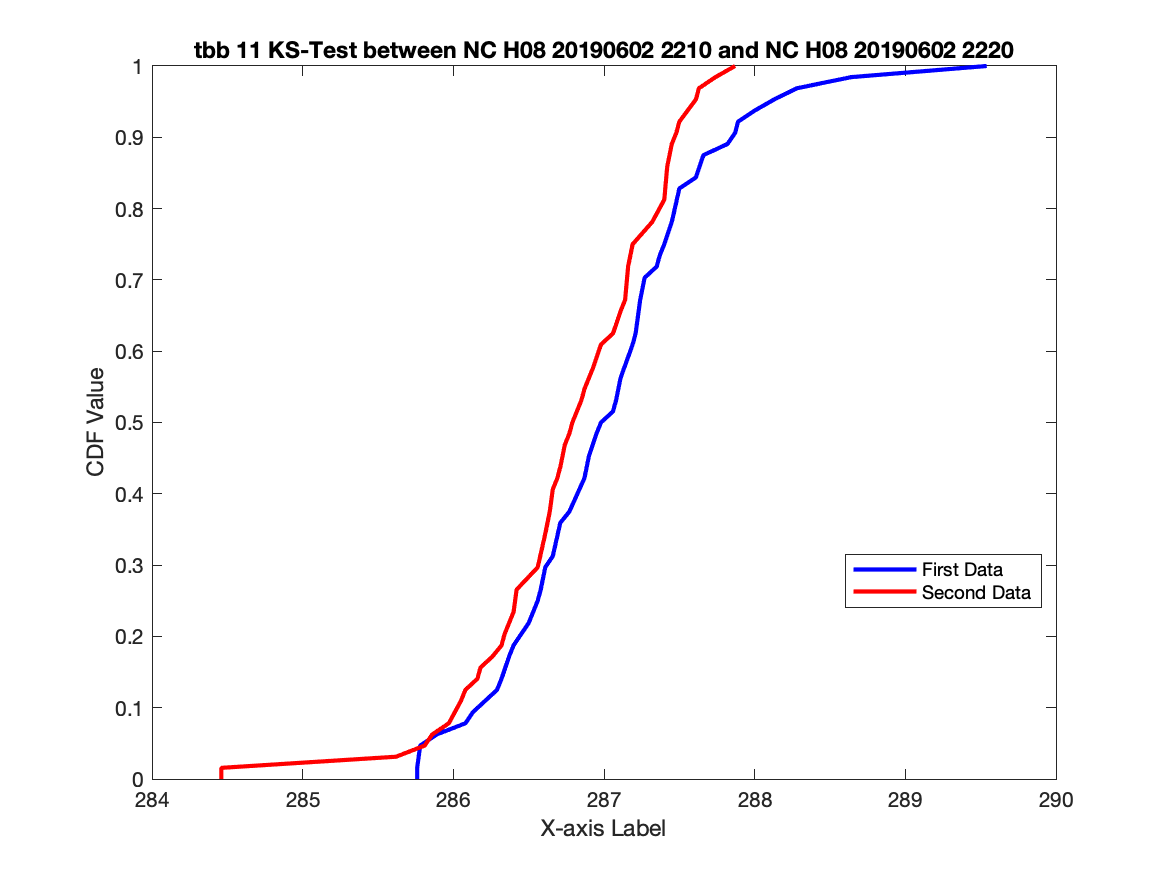 tbb 11 KS-Test between NC H08 20190602 2210 and NC H08 20190602 2220
1
0.9
0.8
0.7
0.6
0.5
0.4
0.3
0.2
0.1
0
CDF Value
First Data
Second Data
284 285 286 287 288 289 290
X-axis Label